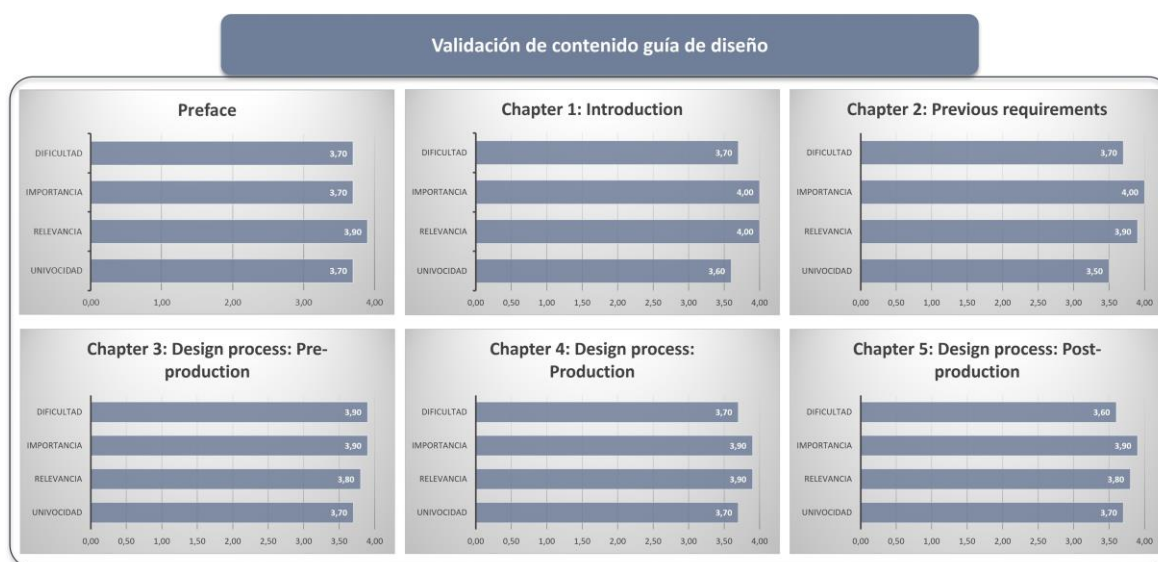 Validación de contenido guía de diseño
Preface
DIFICULTAD
3,70
IMPORTANCIA
3,70
RELEVANCIA
3,90
UNIVOCIDAD
3,70
0,00 1,00 2,00 3,00 4,00
Chapter 1: Introduction
DIFICULTAD
3,70
IMPORTANCIA
4,00
RELEVANCIA
4,00
UNIVOCIDAD
3,60
0,00 0,50 1,00 1,50 2,00 2,50 3,00 3,50 4,00
Chapter 2: Previous requirements
DIFICULTAD
3,70
IMPORTANCIA
4,00
RELEVANCIA
3,90
UNIVOCIDAD
3,50
0,00 0,50 1,00 1,50 2,00 2,50 3,00 3,50 4,00
Chapter 3: Design process: Pre-
production
DIFICULTAD
3,90
IMPORTANCIA
3,90
RELEVANCIA
3,80
UNIVOCIDAD
3,70
0,00 0,50 1,00 1,50 2,00 2,50 3,00 3,50 4,00
Chapter 4: Design process:
Production
DIFICULTAD
3,70
IMPORTANCIA
3,90
RELEVANCIA
3,90
UNIVOCIDAD
3,70
0,00 0,50 1,00 1,50 2,00 2,50 3,00 3,50 4,00
Chapter 5: Design process: Post-
production
DIFICULTAD
3,60
IMPORTANCIA
3,90
RELEVANCIA
3,80
UNIVOCIDAD
3,70
0,00 0,50 1,00 1,50 2,00 2,50 3,00 3,50 4,00